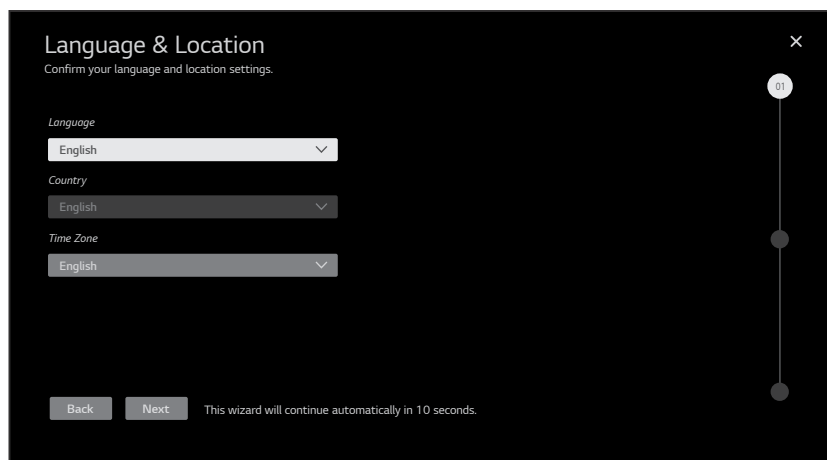 Language & Location
Confirm your language and location settings.
01
Language
English
Country
English
Time Zone
English
Back
Next
This wizard will continue automatically in 10 seconds.